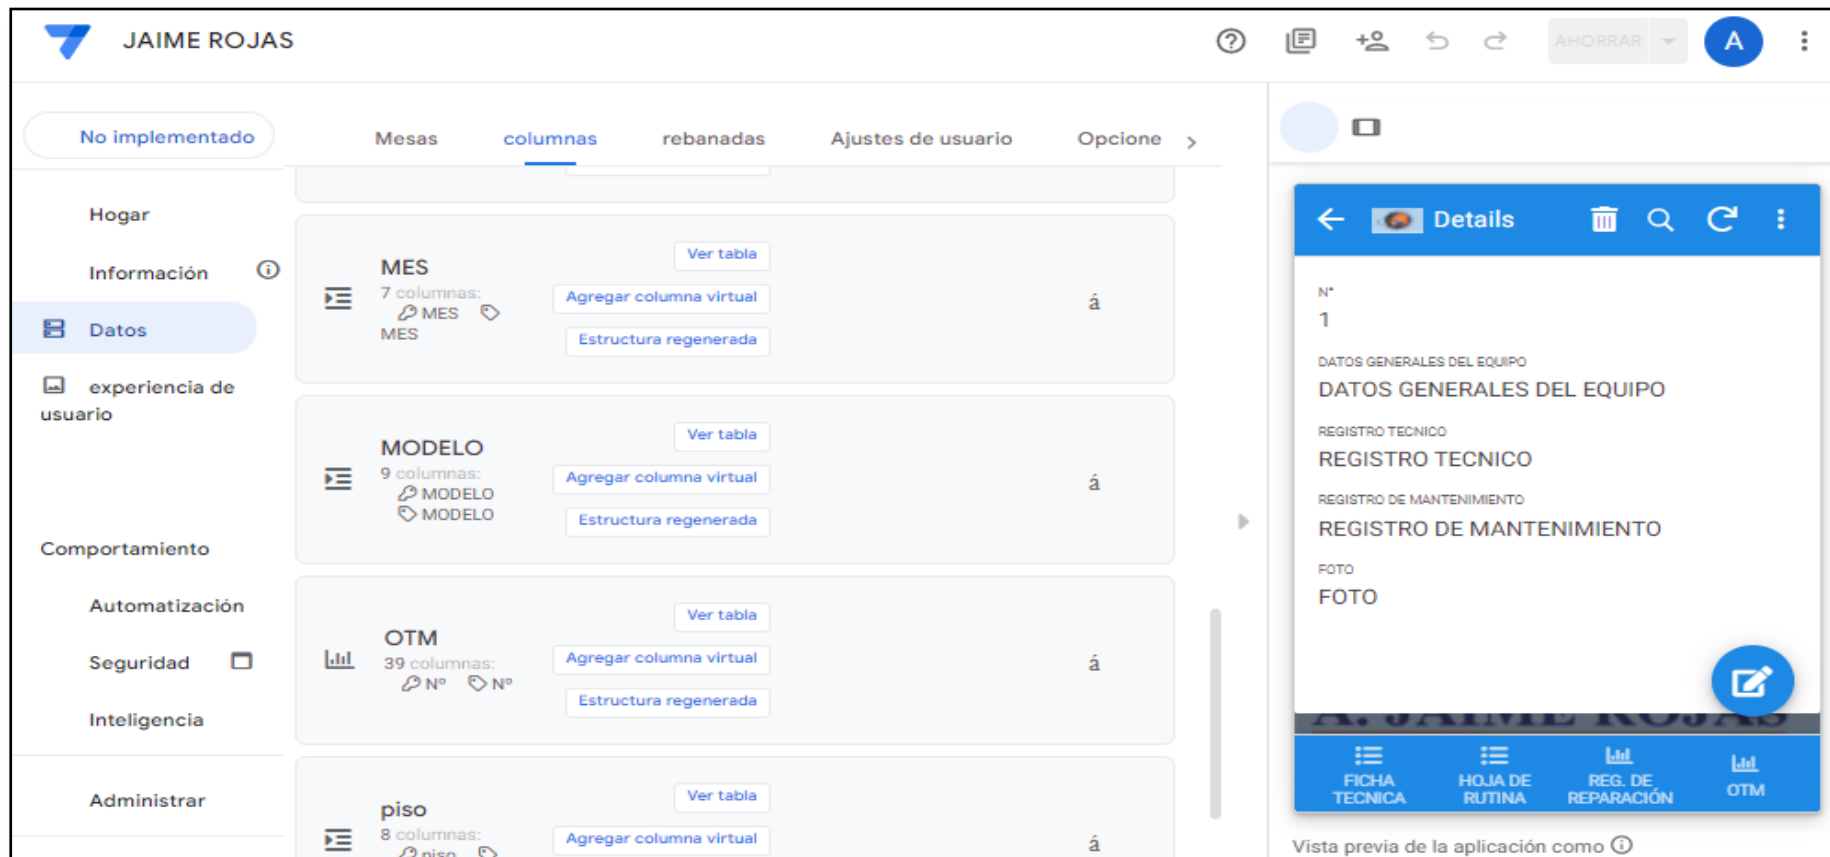 JAIME ROJAS
AHORRAR
A
No implementado
Mesas
columnas
rebanadas
Ajustes de usuario
Opcione
Hogar
Información
Datos
experiencia de
usuario
Comportamiento
Automatización
Seguridad
Inteligencia
Administrar
MES
7 columnas:
MES
MES
Ver tabla
Agregar columna virtual
Estructura regenerada
á
MODELO
9 columnas:
MODELO
MODELO
Ver tabla
Agregar columna virtual
Estructura regenerada
á
OTM
39 columnas:
Nº Nº
Ver tabla
Agregar columna virtual
Estructura regenerada
á
piso
8 columnas:
piso
Ver tabla
Agregar columna virtual
á
Details
N°
1
DATOS GENERALES DEL EQUIPO
DATOS GENERALES DEL EQUIPO
REGISTRO TECNICO
REGISTRO TECNICO
REGISTRO DE MANTENIMIENTO
REGISTRO DE MANTENIMIENTO
FOTO
FOTO
A. JAIME ROJAS
FICHA
TECNICA
HOJA DE
RUTINA
REG. DE
REPARACIÓN
OTM
Vista previa de la aplicación como